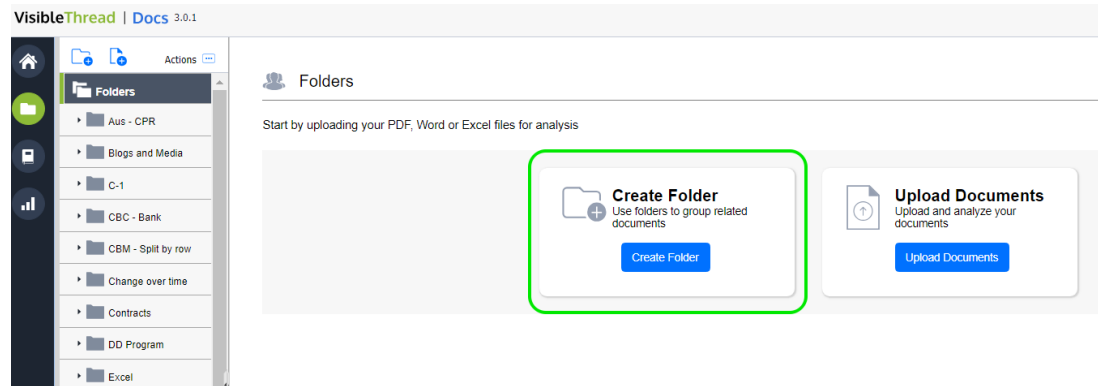 VisibleThread | Docs 3.0.1
Actions
Folders
Aus - CPR
Blogs and Media
C-1
CBC - Bank
CBM - Split by row
Change over time
Contracts
DD Program
Excel
Folders
Start by uploading your PDF, Word or Excel files for analysis
Create Folder
Use folders to group related
documents
Create Folder
Upload Documents
Upload and analyze your
documents
Upload Documents